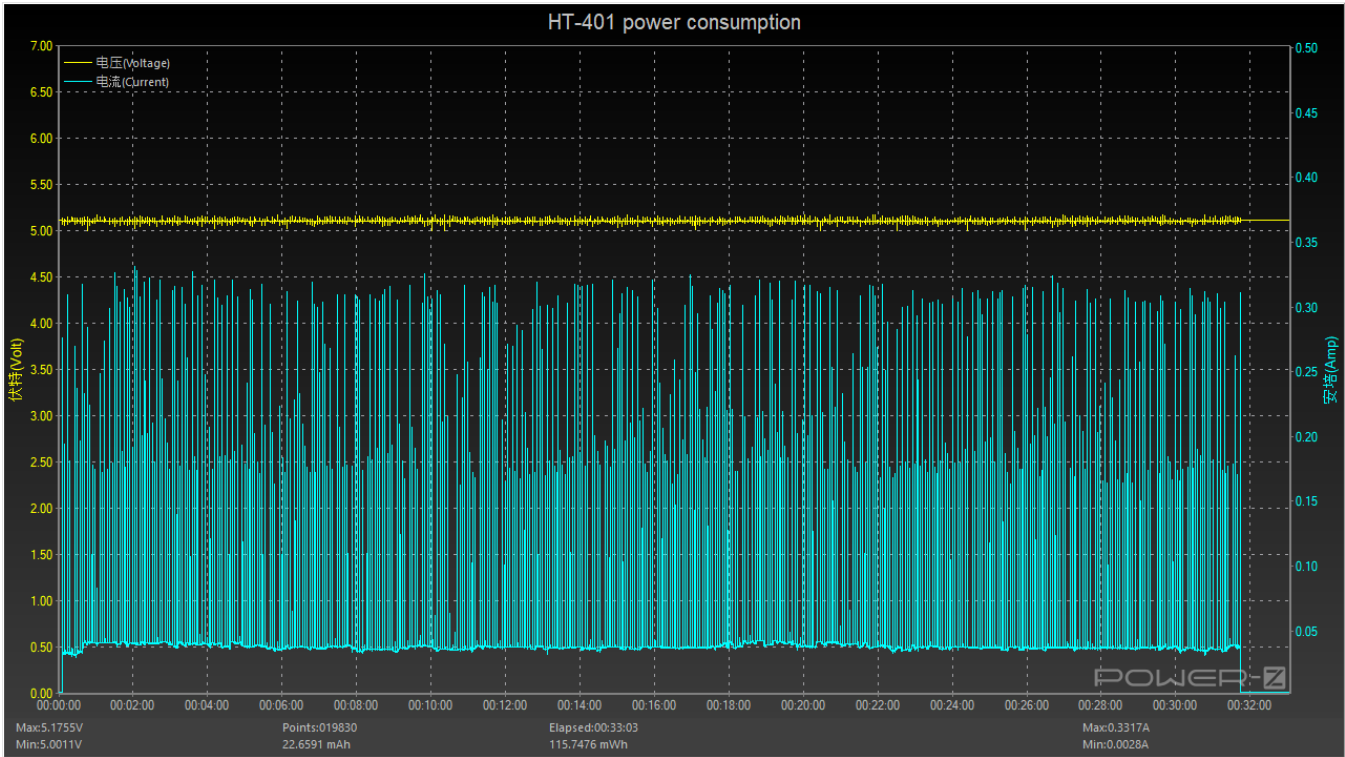 HT-401 power consumption
7.00
6.50
6.00
5.50
5.00
4.50
4.00
3.50
3.00
2.50
2.00
1.50
1.00
0.50
0.00
伏特(Volt)
电压(Voltage)
电流(Current)
0.50
0.45
0.40
0.35
0.30
0.25
0.20
0.15
0.10
0.05
安培(Amp)
POWER-Z
00:00:00 00:02:00 00:04:00 00:06:00 00:08:00 00:10:00 00:12:00 00:14:00 00:16:00 00:18:00 00:20:00 00:22:00 00:24:00 00:26:00 00:28:00 00:30:00 00:32:00
Max:5.1755V Points:019830 Elapsed:00:33:03 Max:0.3317A
Min:5.0011V 22.6591 mAh 115.7476 mWh Min:0.0028A